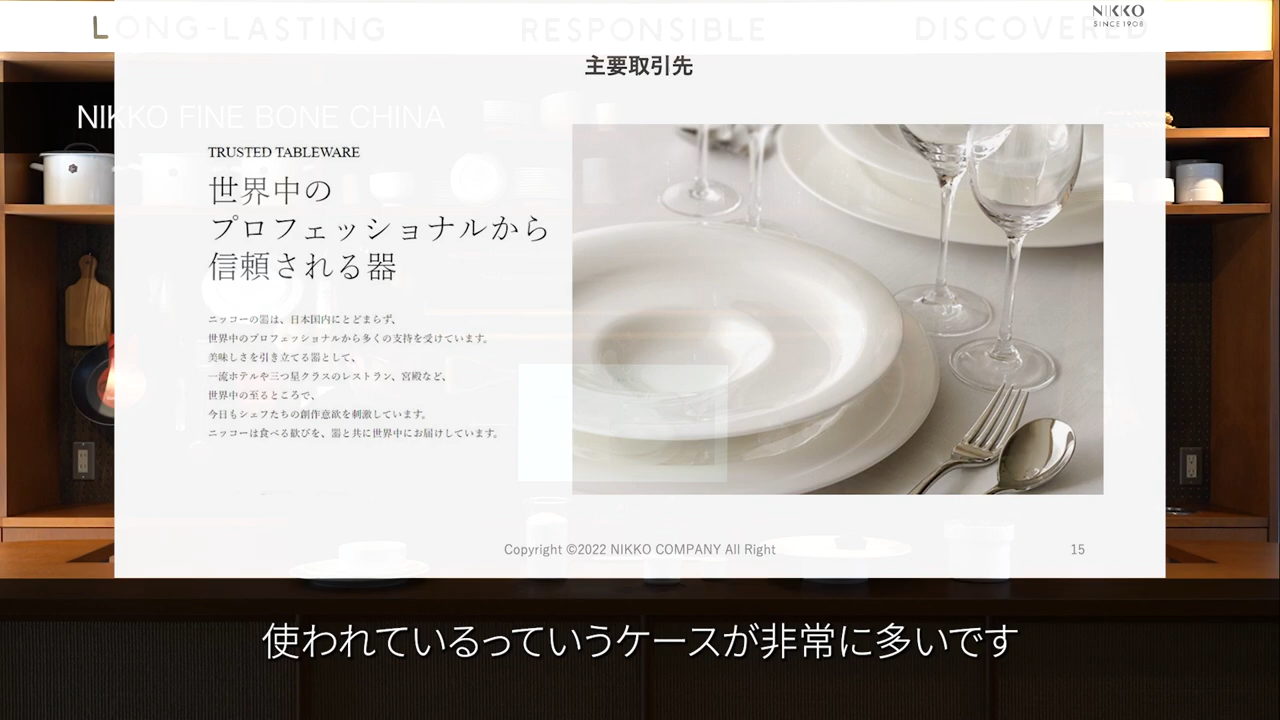 LONG-LASTING
RESPONSIBLE
DISCOVERED
NIKKO
SINCE 1908
主要取引先
NIKKO FINE BONE CHINA
TRUSTED TABLEWARE
世界中の
プロフェッショナルから
信頼される器
ニッコーの器は、日本国内にとどまらず、
世界中のプロフェッショナルから多くの支持を受けています。
美味しさを引き立てる器として、
一流ホテルや三つ星クラスのレストラン、宮殿など、
世界中の至るところで、
今日もシェフたちの創作意欲を刺激しています。
ニッコーは食べる歓びを、器と共に世界中にお届けしています。
Copyright ©2022 NIKKO COMPANY All Right
15
使われているっていうケースが非常に多いです